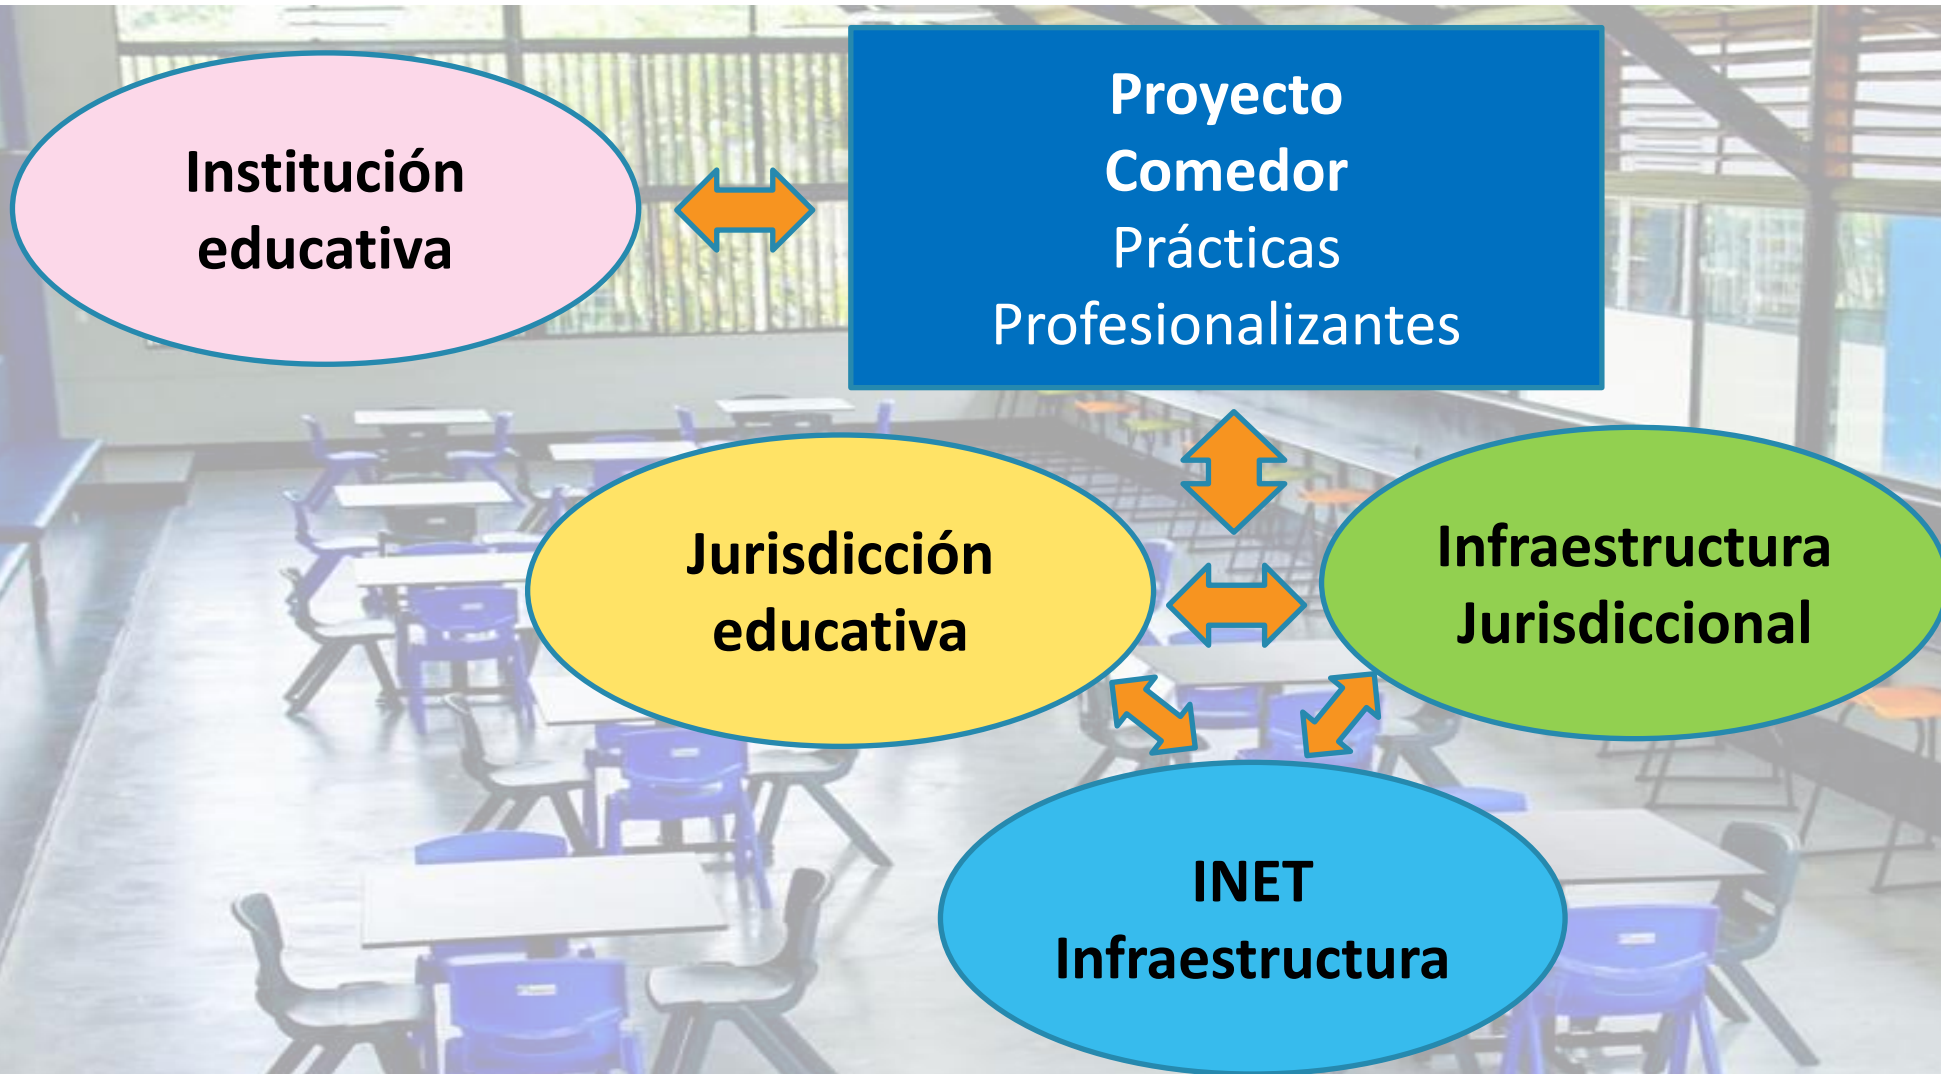 Institución
educativa
Proyecto
Comedor
Prácticas
Profesionalizantes
Jurisdicción
educativa
Infraestructura
Jurisdiccional
INET
Infraestructura